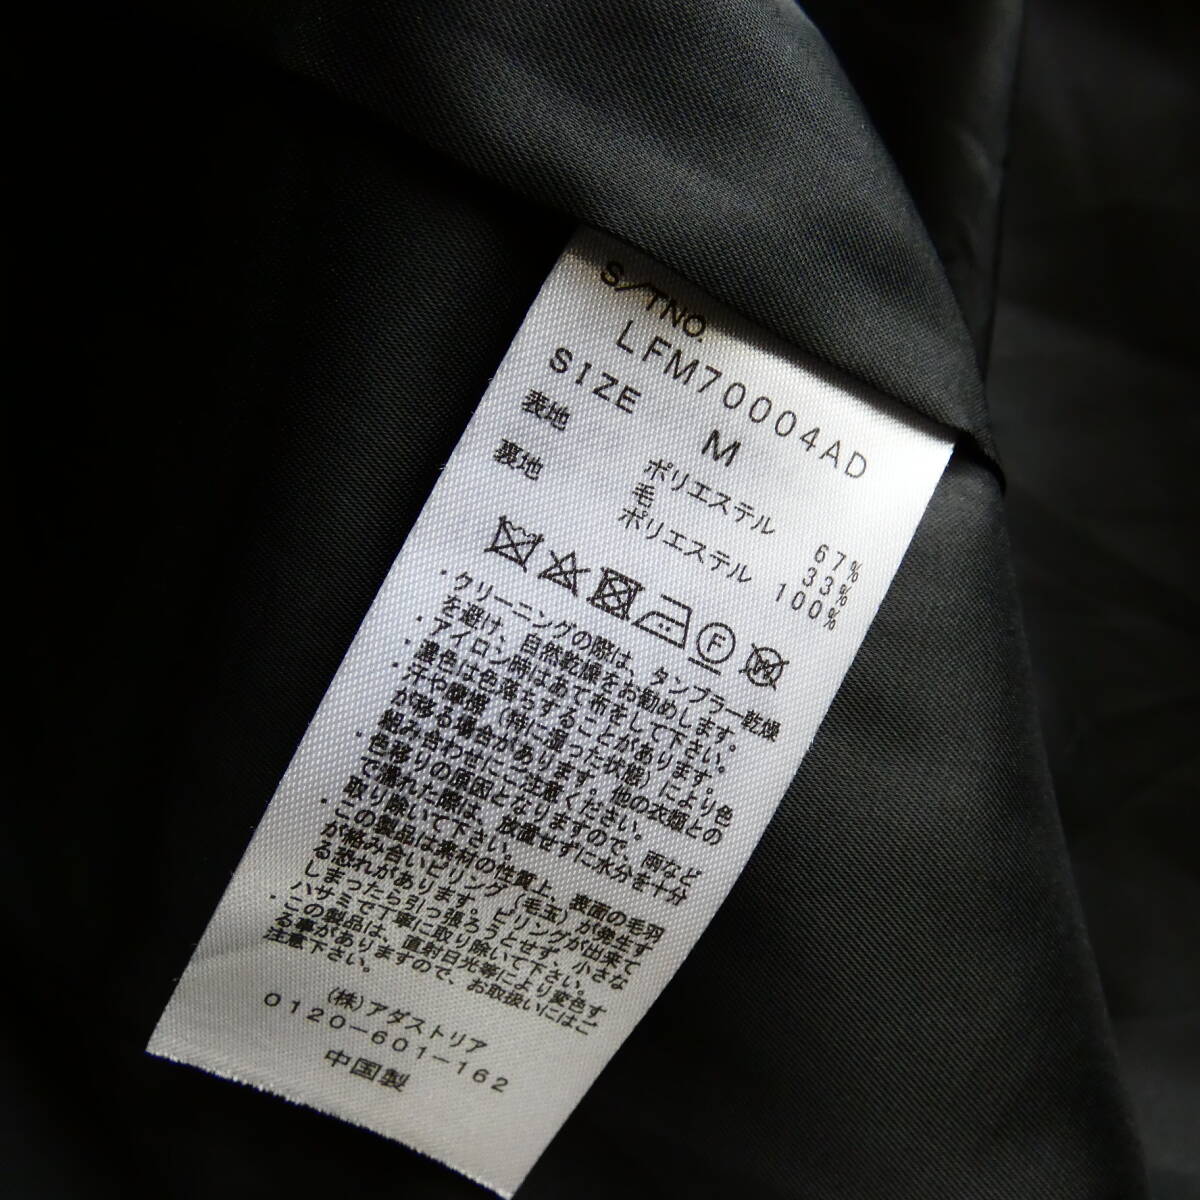 S/TNO.
LFM70004AD
SIZE M
表地 ポリエステル 67%
毛 33%
裏地 ポリエステル 100%
F
W
・クリーニングの際は、タンブラー乾燥
を避け、自然乾燥をお勧めします。
・アイロン時はあて布をして下さい。
・濃色は色落ちすることがあります。
・汗や摩擦(特に湿った状態)により色
が移る場合があります。他の衣類との
組み合わせにご注意ください。
・色移りの原因となりますので、雨など
で濡れた際は、放置せずに水分を十分
取り除いて下さい。
・この製品は素材の性質上、表面の毛羽
が絡み合いピリング(毛玉)が発生す
る恐れがあります。ピリングが出来て
しまったら引っ張ろうとせず、小さな
ハサミで丁寧に取り除いて下さい。
・この製品は、直射日光等により変色す
る事がありますので、お取扱いにはご
注意下さい。
(株)アダストリア
0120-601-162
中国製